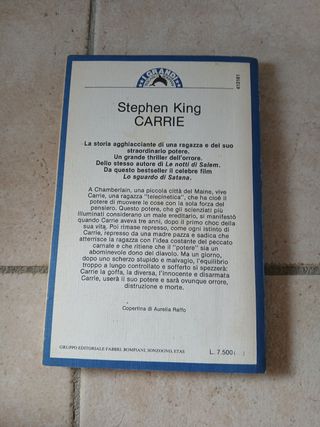 I GRANDI
412181
Stephen King
CARRIE
La storia agghiacciante di una ragazza e del suo
straordinario potere.
Un grande thriller dell'orrore.
Dello stesso autore di Le notti di Salem.
Da questo bestseller il celebre film
Lo sguardo di Satana.
A Chamberlain, una piccola città del Maine, vive
Carrie, una ragazza "telecinetica", che ha cioè il
potere di muovere le cose con la sola forza del
pensiero. Questo potere, che gli scienziati più
illuminati considerano un male ereditario, si manifestò
quando Carrie aveva tre anni, dopo il primo choc della
sua vita. Poi rimase represso, come ogni istinto di
Carrie, represso da una madre pazza e sadica che
atterrisce la ragazza con l'idea costante del peccato
carnale e che ritiene che il "potere" sia un
abominevole dono del diavolo. Ma un giorno,
dopo uno scherzo stupido e malvagio, l'equilibrio
troppo a lungo controllato e sofferto si spezzerà:
Carrie la goffa, la diversa, l'innocente e disarmata
Carrie, userà il suo potere e sarà ovunque orrore,
distruzione e morte.
Copertina di Aurelia Raffo
GRUPPO EDITORIALE FABBRI, BOMPIANI, SONZOGNO, ETAS
L. 7.500